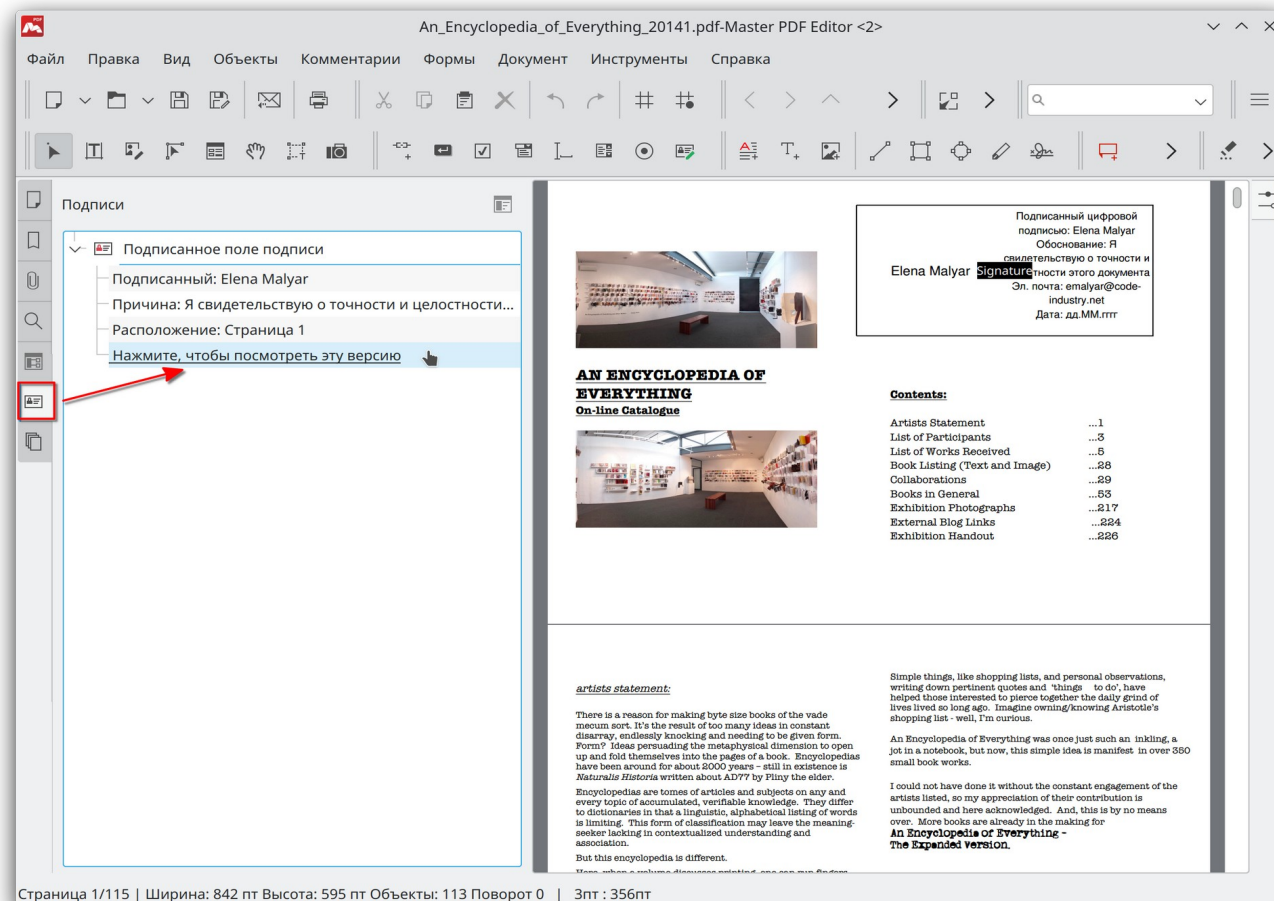 PDF
An_Encyclopedia_of_Everything_20141.pdf-Master PDF Editor <2>
Файл Правка Вид Объекты Комментарии Формы Документ Инструменты Справка
Подписи
Подписанное поле подписи
Подписанный: Elena Malyar
Причина: Я свидетельствую о точности и целостности...
Расположение: Страница 1
Нажмите, чтобы посмотреть эту версию
Подписанный цифровой
подписью: Elena Malyar
Обоснование: Я
свидетельствую о точности и
Elena Malyar Signature тности этого документа
Эл. почта: emalyar@code-
industry.net
Дата: дд.ММ.гггг
AN ENCYCLOPEDIA OF
EVERYTHING
On-line Catalogue
Contents:
Artists Statement ...1
List of Participants ...3
List of Works Received ...5
Book Listing (Text and Image) ...28
Collaborations ...29
Books in General ...53
Exhibition Photographs ...217
External Blog Links ...224
Exhibition Handout ...226
artists statement:
There is a reason for making byte size books of the vade
mecum sort. It's the result of too many ideas in constant
disarray, endlessly knocking and needing to be given form.
Form? Ideas persuading the metaphysical dimension to open
up and fold themselves into the pages of a book. Encyclopedias
have been around for about 2000 years – still in existence is
Naturalis Historia written about AD77 by Pliny the elder.
Encyclopedias are tomes of articles and subjects on any and
every topic of accumulated, verifiable knowledge. They differ
to dictionaries in that a linguistic, alphabetical listing of words
is limiting. This form of classification may leave the meaning-
seeker lacking in contextualized understanding and
association.
But this encyclopedia is different.
Here, when a volume discusses printing, one can run fingers
Simple things, like shopping lists, and personal observations,
writing down pertinent quotes and 'things to do', have
helped those interested to pierce together the daily grind of
lives lived so long ago. Imagine owning/knowing Aristotle's
shopping list - well, I'm curious.
An Encyclopedia of Everything was once just such an inkling, a
jot in a notebook, but now, this simple idea is manifest in over 350
small book works.
I could not have done it without the constant engagement of the
artists listed, so my appreciation of their contribution is
unbounded and here acknowledged. And, this is by no means
over. More books are already in the making for
An Encyclopedia of Everything –
The Expanded Version.
Страница 1/115 | Ширина: 842 пт Высота: 595 пт Объекты: 113 Поворот 0 | 3пт : 356пт